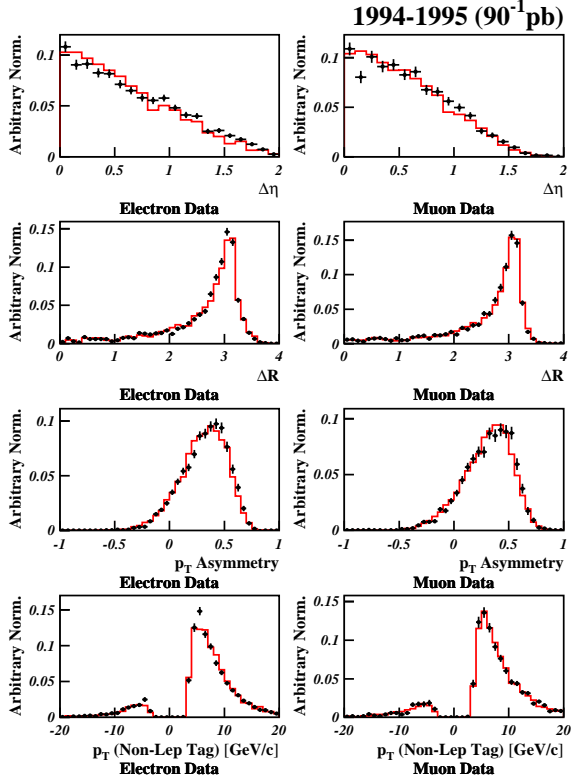 1994-1995 (90⁻¹pb)
Arbitrary Norm.
0.1
0.05
0
0 0.5 1 1.5 2
Δη
Electron Data
Arbitrary Norm.
0.1
0.05
0
0 0.5 1 1.5 2
Δη
Muon Data
Arbitrary Norm.
0.15
0.1
0.05
0
0 1 2 3 4
ΔR
Electron Data
Arbitrary Norm.
0.15
0.1
0.05
0
0 1 2 3 4
ΔR
Muon Data
Arbitrary Norm.
0.1
0.05
0
-1 -0.5 0 0.5 1
p_T Asymmetry
Electron Data
Arbitrary Norm.
0.1
0.05
0
-1 -0.5 0 0.5 1
p_T Asymmetry
Muon Data
Arbitrary Norm.
0.15
0.1
0.05
0
-20 -10 0 10 20
p_T (Non-Lep Tag) [GeV/c]
Electron Data
Arbitrary Norm.
0.15
0.1
0.05
0
-20 -10 0 10 20
p_T (Non-Lep Tag) [GeV/c]
Muon Data